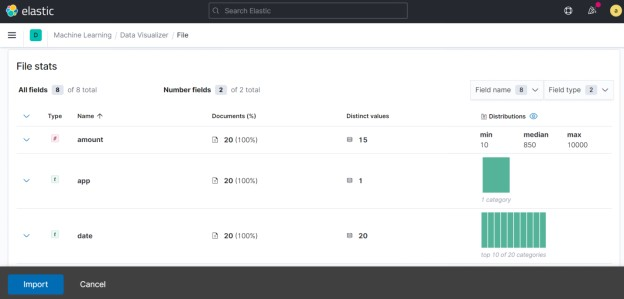 elastic
Search Elastic
a
D Machine Learning / Data Visualizer / File
File stats
All fields 8 of 8 total Number fields 2 of 2 total Field name 8 Field type 2
Type Name ↑ Documents (%) Distinct values Distributions
# amount 20 (100%) 15 min median max
10 850 10000
t app 20 (100%) 1
1 category
t date 20 (100%) 20
top 10 of 20 categories
Import Cancel